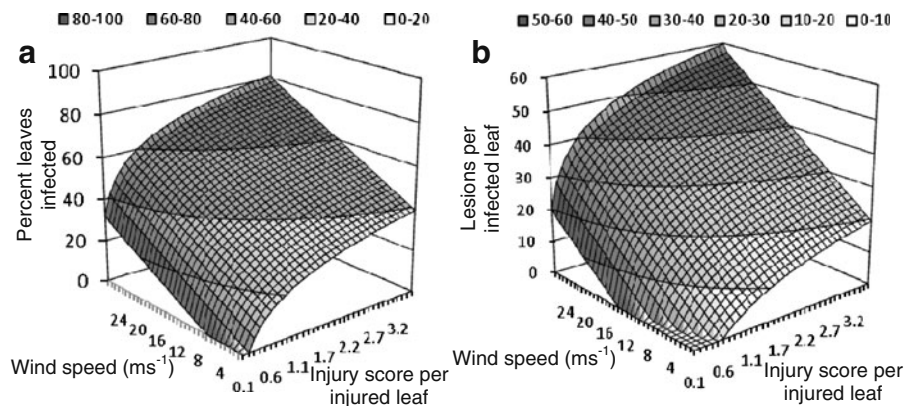 80-100 60-80 40-60 20-40 0-20
a
Percent leaves
infected
100
80
60
40
20
0
24
20
16
12
8
4
Wind speed (ms-1)
0.1
0.6
1.1
1.7
2.2
2.7
3.2
Injury score per
injured leaf
50-60 40-50 30-40 20-30 10-20 0-10
b
Lesions per
infected leaf
60
50
40
30
20
10
0
24
20
16
12
8
4
Wind speed (ms-1)
0.1
0.6
1.1
1.7
2.2
2.7
3.2
Injury score per
injured leaf